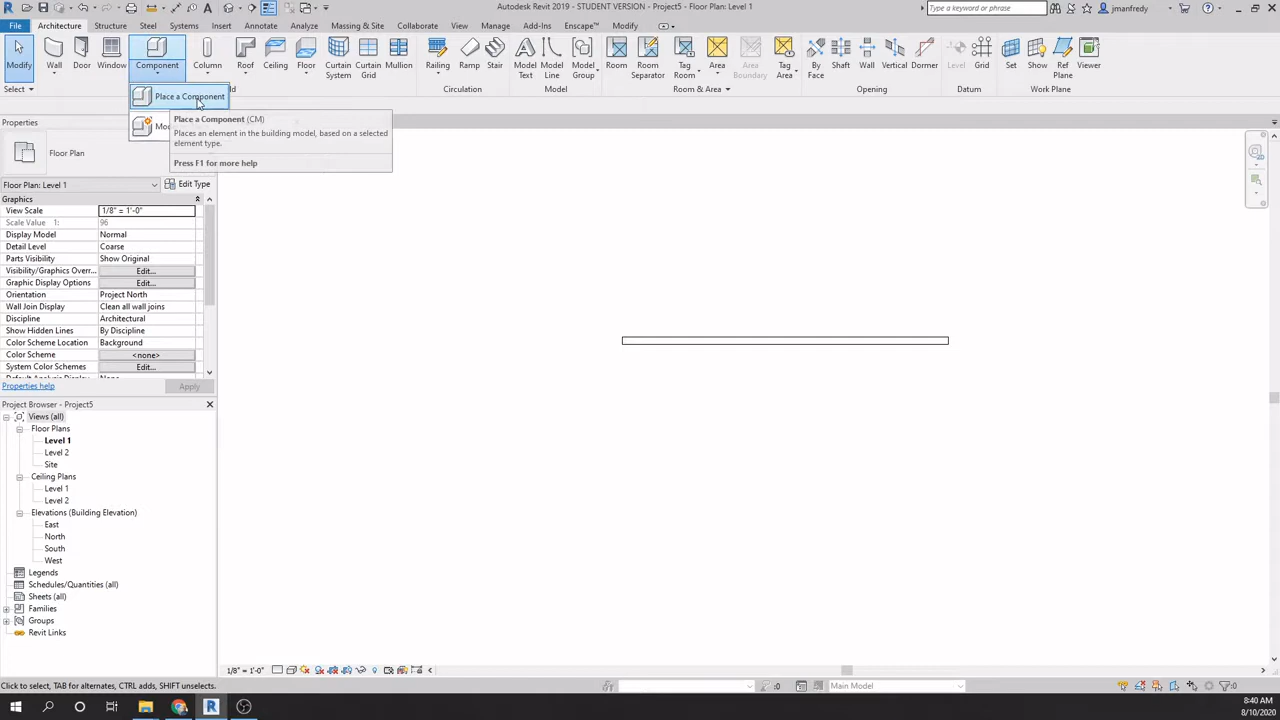 Autodesk Revit 2019 - STUDENT VERSION - Project5 - Floor Plan: Level 1
Type a keyword or phrase
jmanfredy
File Architecture Structure Steel Systems Insert Annotate Analyze Massing & Site Collaborate View Manage Add-Ins Enscape™ Modify
Modify Wall Door Window Component Column Roof Ceiling Floor Curtain System Curtain Grid Mullion Railing Ramp Stair Model Text Model Line Model Group Room Room Separator Tag Room Area Area Boundary Tag Area By Face Shaft Wall Vertical Dormer Level Grid Set Show Ref Plane Viewer
Select Circulation Model Room & Area Opening Datum Work Plane
Place a Component
Place a Component (CM)
Places an element in the building model, based on a selected
element type.
Press F1 for more help
Properties
Floor Plan
Floor Plan: Level 1 Edit Type
Graphics
View Scale 1/8" = 1'-0"
Scale Value 1: 96
Display Model Normal
Detail Level Coarse
Parts Visibility Show Original
Visibility/Graphics Over... Edit...
Graphic Display Options Edit...
Orientation Project North
Wall Join Display Clean all wall joins
Discipline Architectural
Show Hidden Lines By Discipline
Color Scheme Location Background
Color Scheme <none>
System Color Schemes Edit...
Properties help Apply
Project Browser - Project5
Views (all)
Floor Plans
Level 1
Level 2
Site
Ceiling Plans
Level 1
Level 2
Elevations (Building Elevation)
East
North
South
West
Legends
Schedules/Quantities (all)
Sheets (all)
Families
Groups
Revit Links
1/8" = 1'-0"
Click to select, TAB for alternates, CTRL adds, SHIFT unselects.
:0
Main Model
:0
8:40 AM
8/10/2020